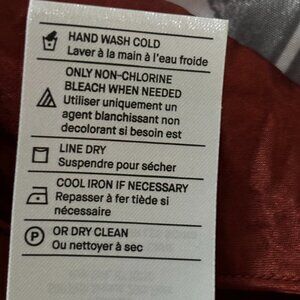 HAND WASH COLD
Laver à la main à l'eau froide
ONLY NON-CHLORINE
BLEACH WHEN NEEDED
Utiliser uniquement un
agent blanchissant non
decolorant si besoin est
LINE DRY
Suspendre pour sécher
COOL IRON IF NECESSARY
Repasser à fer tiède si
nécessaire
P OR DRY CLEAN
Ou nettoyer à sec